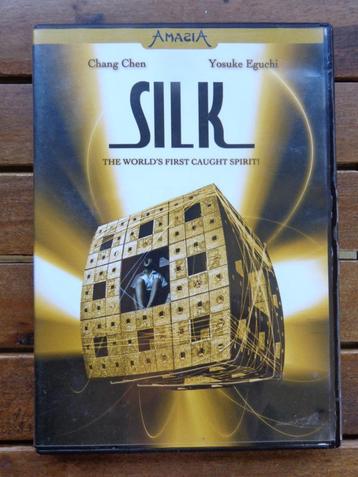 AMASIA
Chang Chen Yosuke Eguchi
SILK
THE WORLD'S FIRST CAUGHT SPIRIT!